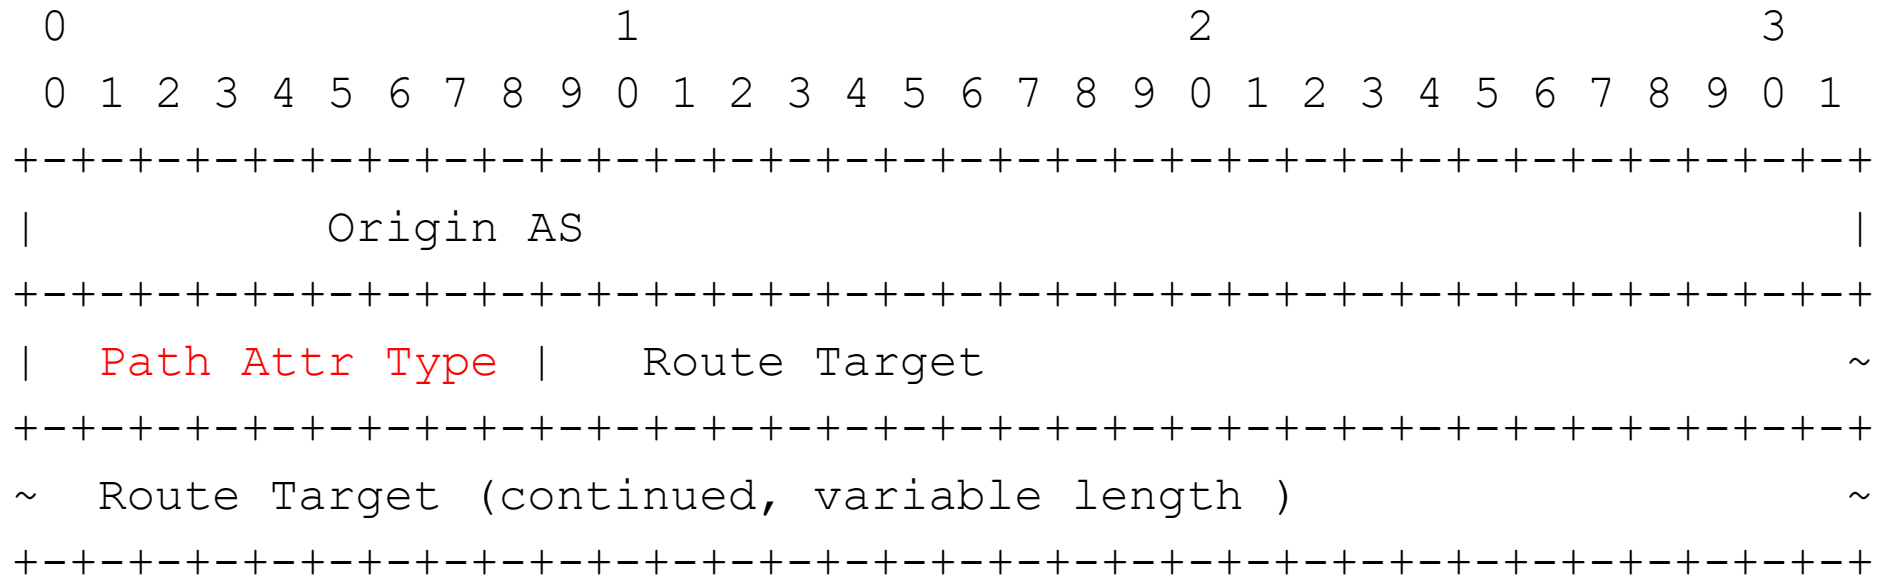 0                   1                   2                   3
0 1 2 3 4 5 6 7 8 9 0 1 2 3 4 5 6 7 8 9 0 1 2 3 4 5 6 7 8 9 0 1
+-+-+-+-+-+-+-+-+-+-+-+-+-+-+-+-+-+-+-+-+-+-+-+-+-+-+-+-+-+-+-+-+
|          Origin AS                                            |
+-+-+-+-+-+-+-+-+-+-+-+-+-+-+-+-+-+-+-+-+-+-+-+-+-+-+-+-+-+-+-+-+
|  Path Attr Type |   Route Target                              ~
+-+-+-+-+-+-+-+-+-+-+-+-+-+-+-+-+-+-+-+-+-+-+-+-+-+-+-+-+-+-+-+-+
~  Route Target (continued, variable length )                   ~
+-+-+-+-+-+-+-+-+-+-+-+-+-+-+-+-+-+-+-+-+-+-+-+-+-+-+-+-+-+-+-+-+